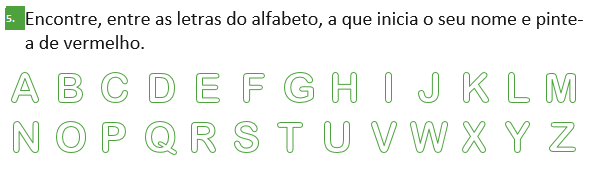 5. Encontre, entre as letras do alfabeto, a que inicia o seu nome e pinte-
a de vermelho.
A B C D E F G H I J K L M
N O P Q R S T U V W X Y Z